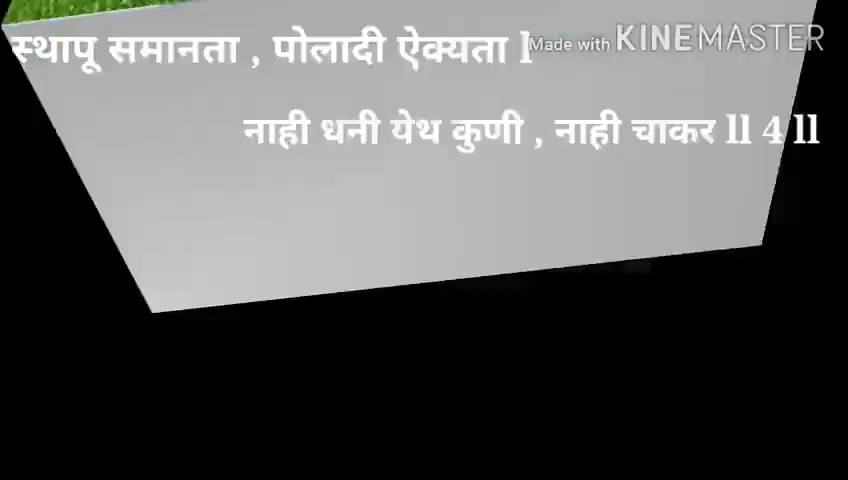 स्थापू समानता , पोलादी ऐक्यता l
Made with KINEMASTER
नाही धनी येथ कुणी , नाही चाकर ll 4 ll